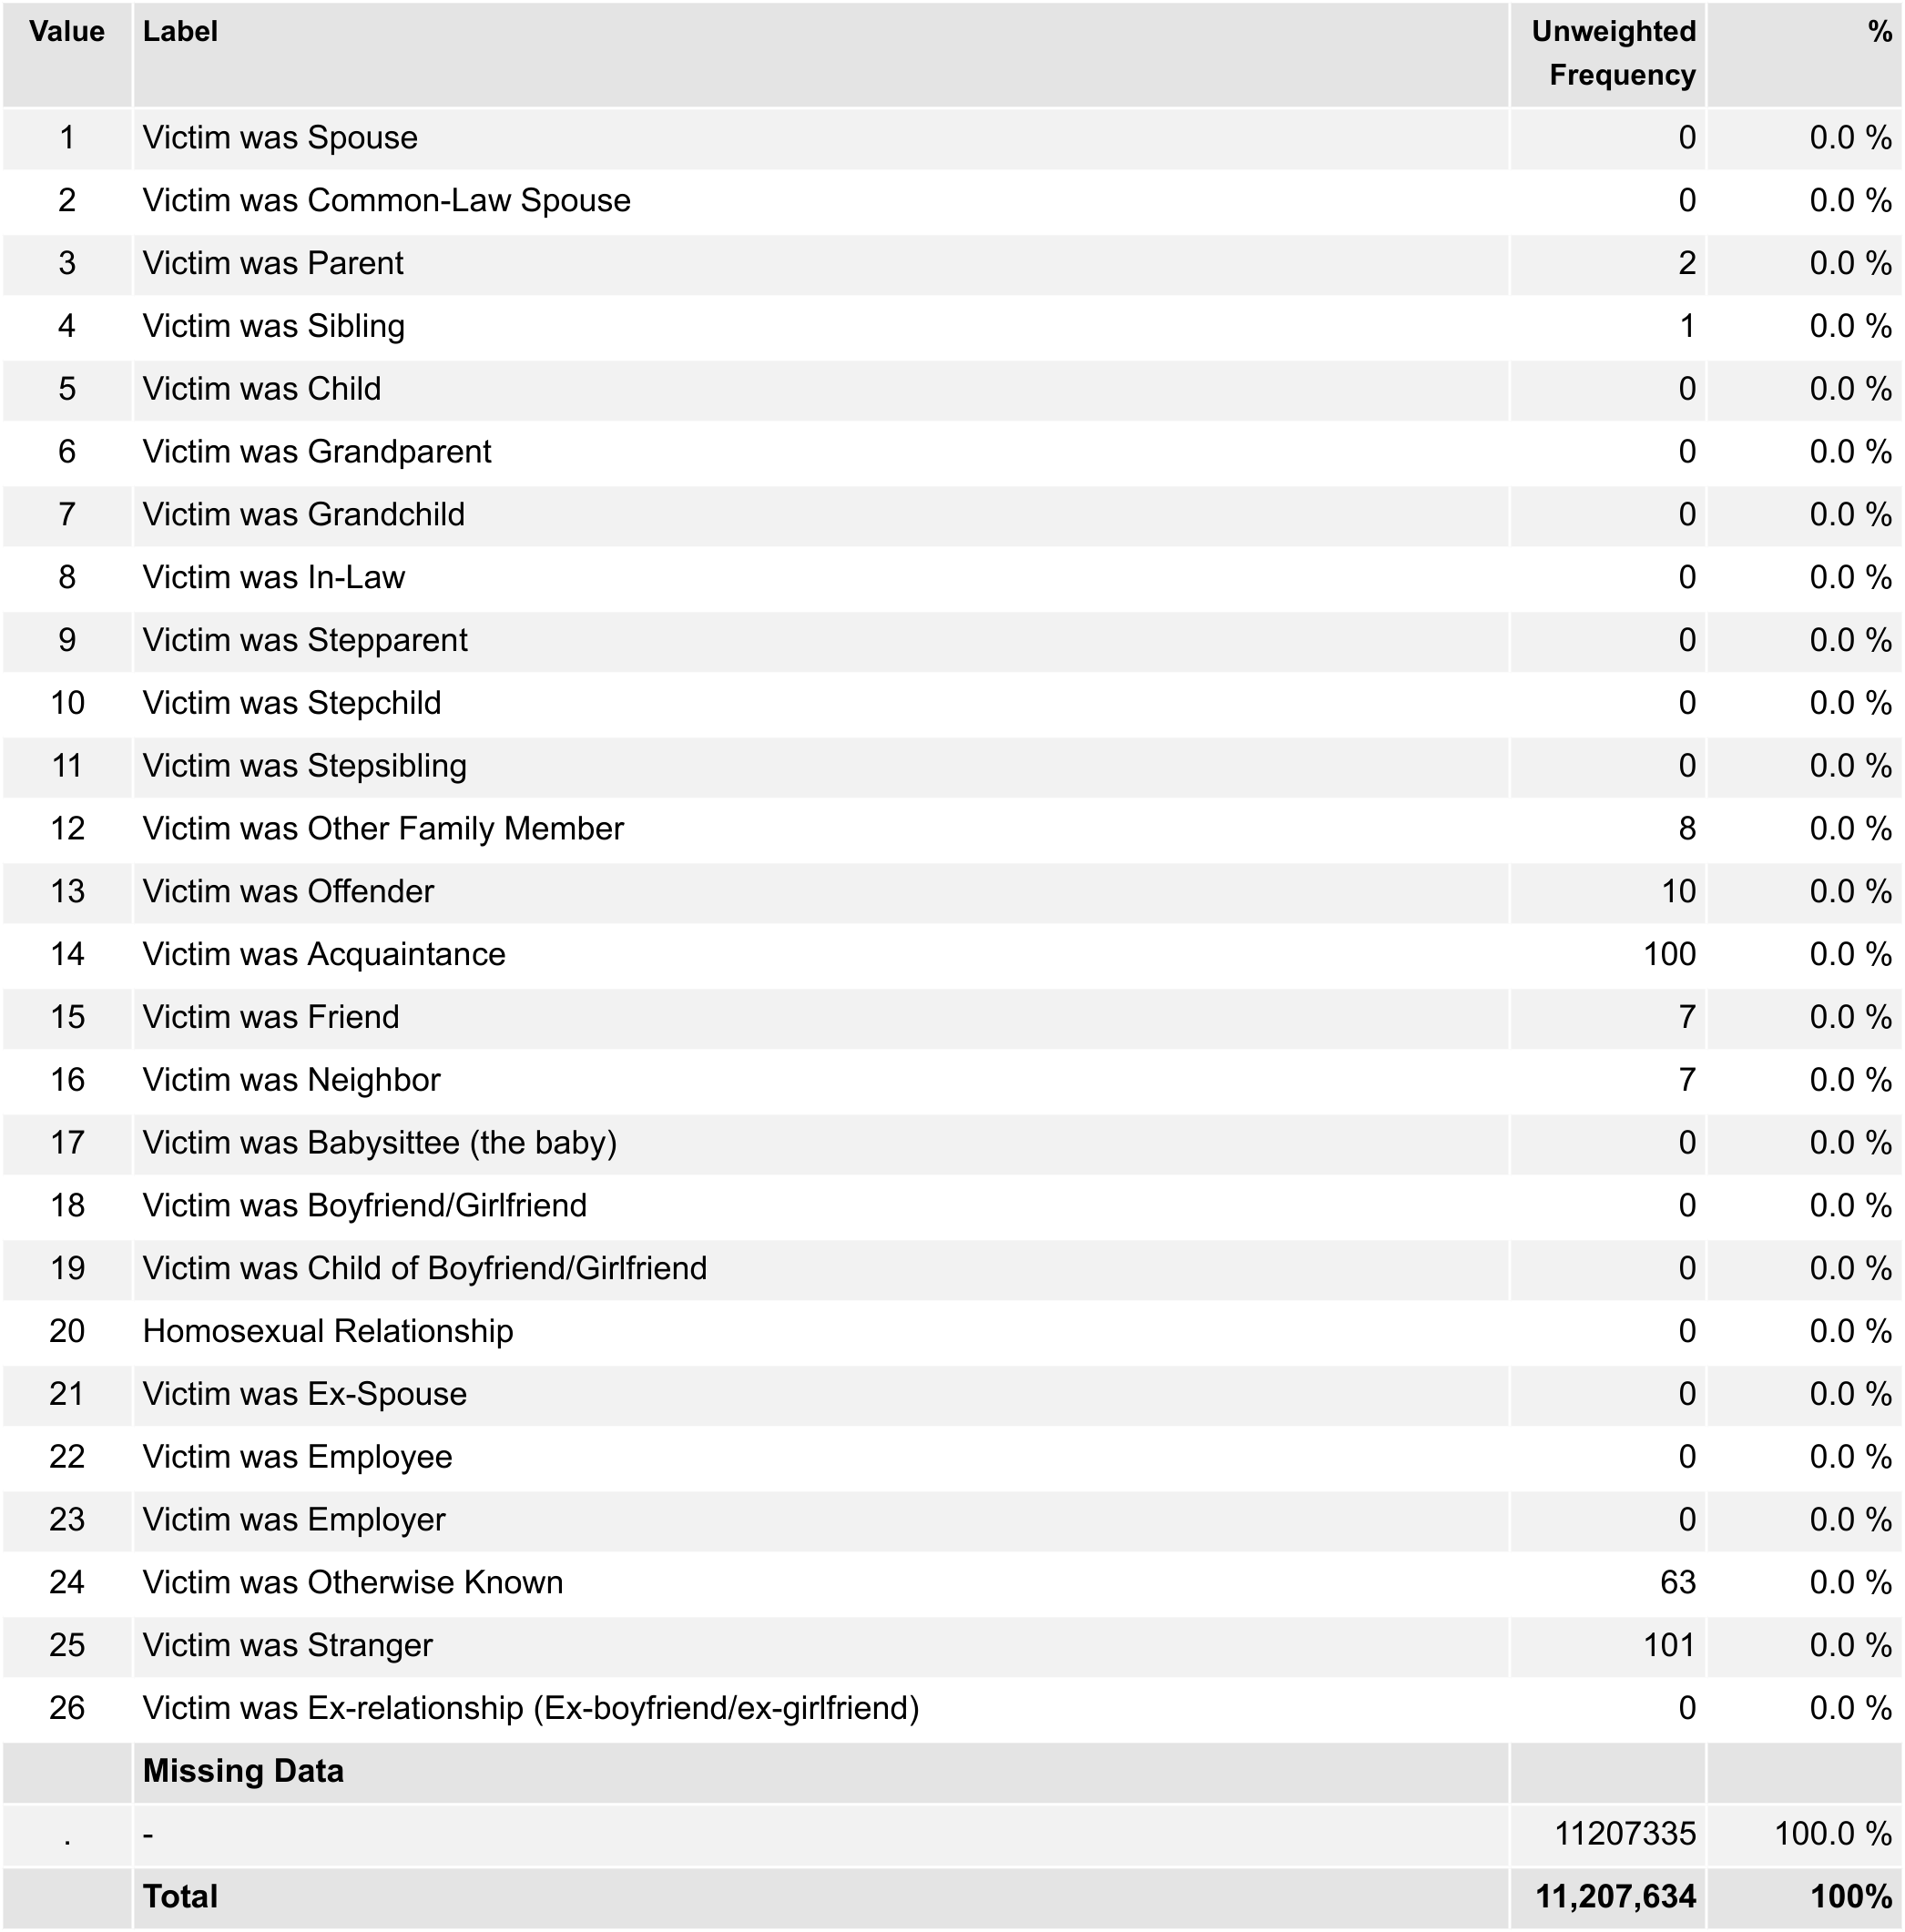 Value Label Unweighted Frequency %
1 Victim was Spouse 0 0.0 %
2 Victim was Common-Law Spouse 0 0.0 %
3 Victim was Parent 2 0.0 %
4 Victim was Sibling 1 0.0 %
5 Victim was Child 0 0.0 %
6 Victim was Grandparent 0 0.0 %
7 Victim was Grandchild 0 0.0 %
8 Victim was In-Law 0 0.0 %
9 Victim was Stepparent 0 0.0 %
10 Victim was Stepchild 0 0.0 %
11 Victim was Stepsibling 0 0.0 %
12 Victim was Other Family Member 8 0.0 %
13 Victim was Offender 10 0.0 %
14 Victim was Acquaintance 100 0.0 %
15 Victim was Friend 7 0.0 %
16 Victim was Neighbor 7 0.0 %
17 Victim was Babysittee (the baby) 0 0.0 %
18 Victim was Boyfriend/Girlfriend 0 0.0 %
19 Victim was Child of Boyfriend/Girlfriend 0 0.0 %
20 Homosexual Relationship 0 0.0 %
21 Victim was Ex-Spouse 0 0.0 %
22 Victim was Employee 0 0.0 %
23 Victim was Employer 0 0.0 %
24 Victim was Otherwise Known 63 0.0 %
25 Victim was Stranger 101 0.0 %
26 Victim was Ex-relationship (Ex-boyfriend/ex-girlfriend) 0 0.0 %
Missing Data
. - 11207335 100.0 %
Total 11,207,634 100%